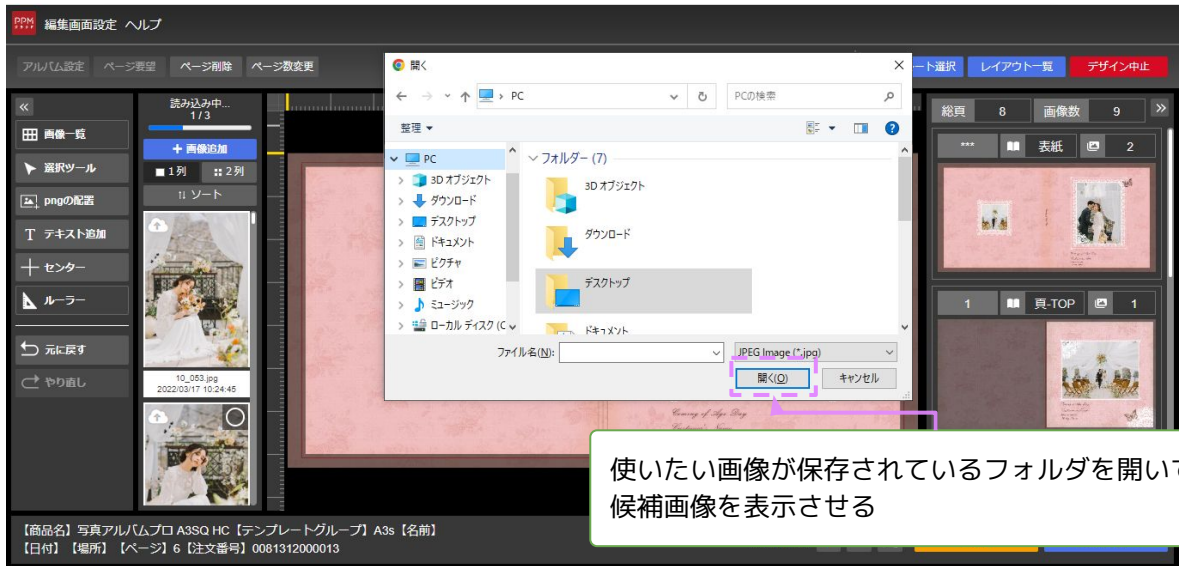 PPM
編集画面設定 ヘルプ
アルバム設定 ページ要望 ページ削除 ページ数変更
ート選択 レイアウト一覧 デザイン中止
«
画像一覧
選択ツール
pngの配置
T テキスト追加
センター
ルーラー
元に戻す
やり直し
読み込み中...
1 / 3
+ 画像追加
1列 2列
↑↓ ソート
10_053.jpg
2022/03/17 10:24:45
開く
PC PCの検索
整理
PC
3D オブジェクト
ダウンロード
デスクトップ
ドキュメント
ピクチャ
ビデオ
ミュージック
ローカル ディスク (C
フォルダー (7)
3D オブジェクト
ダウンロード
デスクトップ
ドキュメント
ファイル名(N): JPEG Image (*.jpg)
開く(O) キャンセル
Coming of Age Day
総頁 8 画像数 9 »
*** 表紙 2
1 頁-TOP 1
使いたい画像が保存されているフォルダを開いて
候補画像を表示させる
【商品名】写真アルバムプロ A3SQ HC【テンプレートグループ】A3s【名前】
【日付】【場所】【ページ】6【注文番号】0081312000013